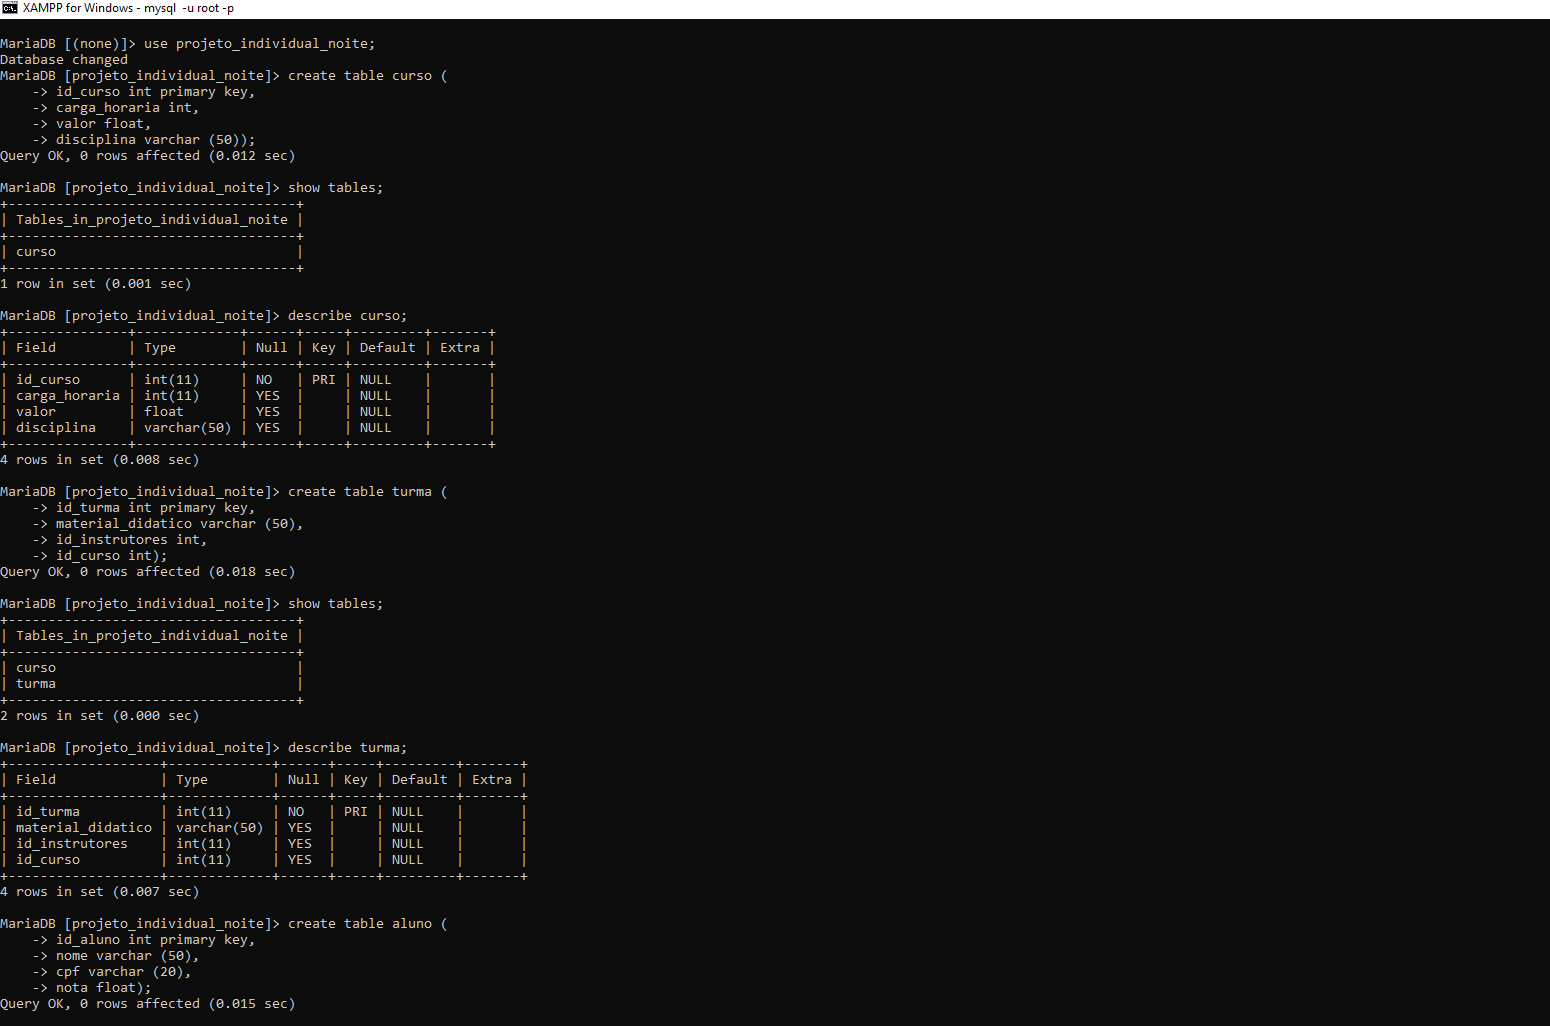 XAMPP for Windows - mysql  -u root -p
MariaDB [(none)]> use projeto_individual_noite;
Database changed
MariaDB [projeto_individual_noite]> create table curso (
    -> id_curso int primary key,
    -> carga_horaria int,
    -> valor float,
    -> disciplina varchar (50));
Query OK, 0 rows affected (0.012 sec)

MariaDB [projeto_individual_noite]> show tables;
+------------------------------------+
| Tables_in_projeto_individual_noite |
+------------------------------------+
| curso                              |
+------------------------------------+
1 row in set (0.001 sec)

MariaDB [projeto_individual_noite]> describe curso;
+---------------+-------------+------+-----+---------+-------+
| Field         | Type        | Null | Key | Default | Extra |
+---------------+-------------+------+-----+---------+-------+
| id_curso      | int(11)     | NO   | PRI | NULL    |       |
| carga_horaria | int(11)     | YES  |     | NULL    |       |
| valor         | float       | YES  |     | NULL    |       |
| disciplina    | varchar(50) | YES  |     | NULL    |       |
+---------------+-------------+------+-----+---------+-------+
4 rows in set (0.008 sec)

MariaDB [projeto_individual_noite]> create table turma (
    -> id_turma int primary key,
    -> material_didatico varchar (50),
    -> id_instrutores int,
    -> id_curso int);
Query OK, 0 rows affected (0.018 sec)

MariaDB [projeto_individual_noite]> show tables;
+------------------------------------+
| Tables_in_projeto_individual_noite |
+------------------------------------+
| curso                              |
| turma                              |
+------------------------------------+
2 rows in set (0.000 sec)

MariaDB [projeto_individual_noite]> describe turma;
+-------------------+-------------+------+-----+---------+-------+
| Field             | Type        | Null | Key | Default | Extra |
+-------------------+-------------+------+-----+---------+-------+
| id_turma          | int(11)     | NO   | PRI | NULL    |       |
| material_didatico | varchar(50) | YES  |     | NULL    |       |
| id_instrutores    | int(11)     | YES  |     | NULL    |       |
| id_curso          | int(11)     | YES  |     | NULL    |       |
+-------------------+-------------+------+-----+---------+-------+
4 rows in set (0.007 sec)

MariaDB [projeto_individual_noite]> create table aluno (
    -> id_aluno int primary key,
    -> nome varchar (50),
    -> cpf varchar (20),
    -> nota float);
Query OK, 0 rows affected (0.015 sec)